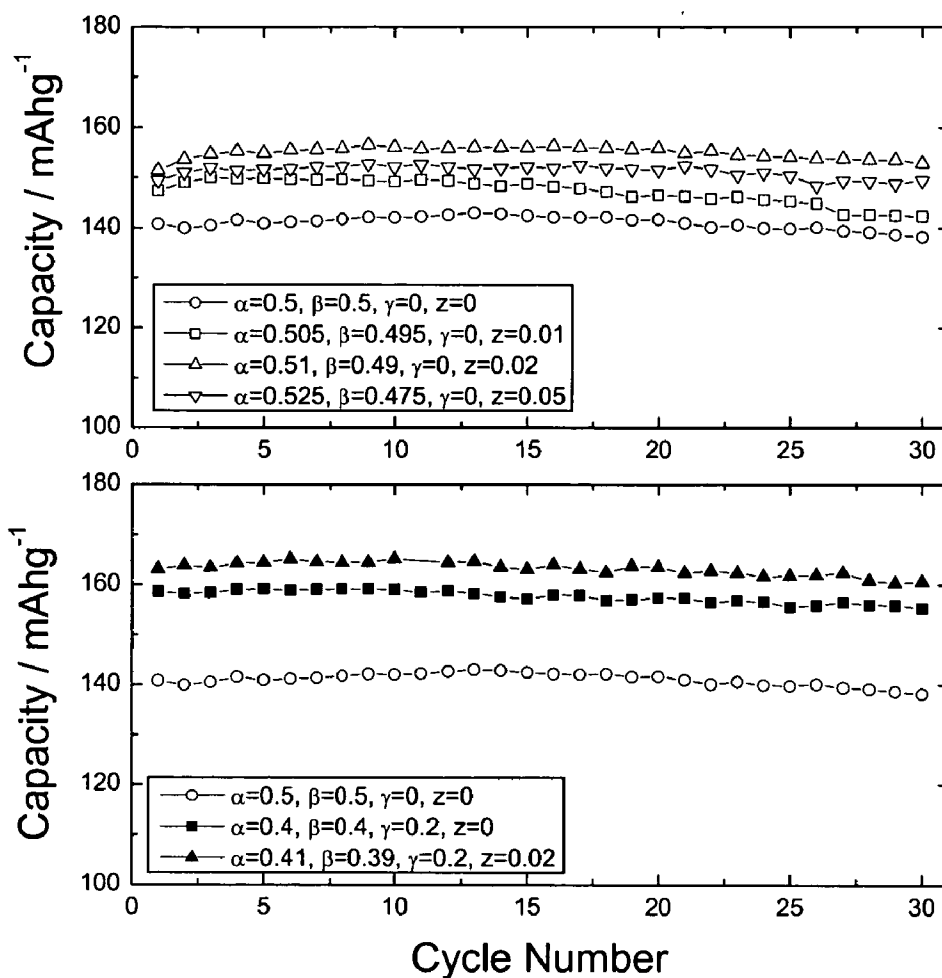 Capacity / mAhg⁻¹
180
160
140
120
100
0 5 10 15 20 25 30
α=0.5, β=0.5, γ=0, z=0
α=0.505, β=0.495, γ=0, z=0.01
α=0.51, β=0.49, γ=0, z=0.02
α=0.525, β=0.475, γ=0, z=0.05
Capacity / mAhg⁻¹
180
160
140
120
100
0 5 10 15 20 25 30
α=0.5, β=0.5, γ=0, z=0
α=0.4, β=0.4, γ=0.2, z=0
α=0.41, β=0.39, γ=0.2, z=0.02
Cycle Number